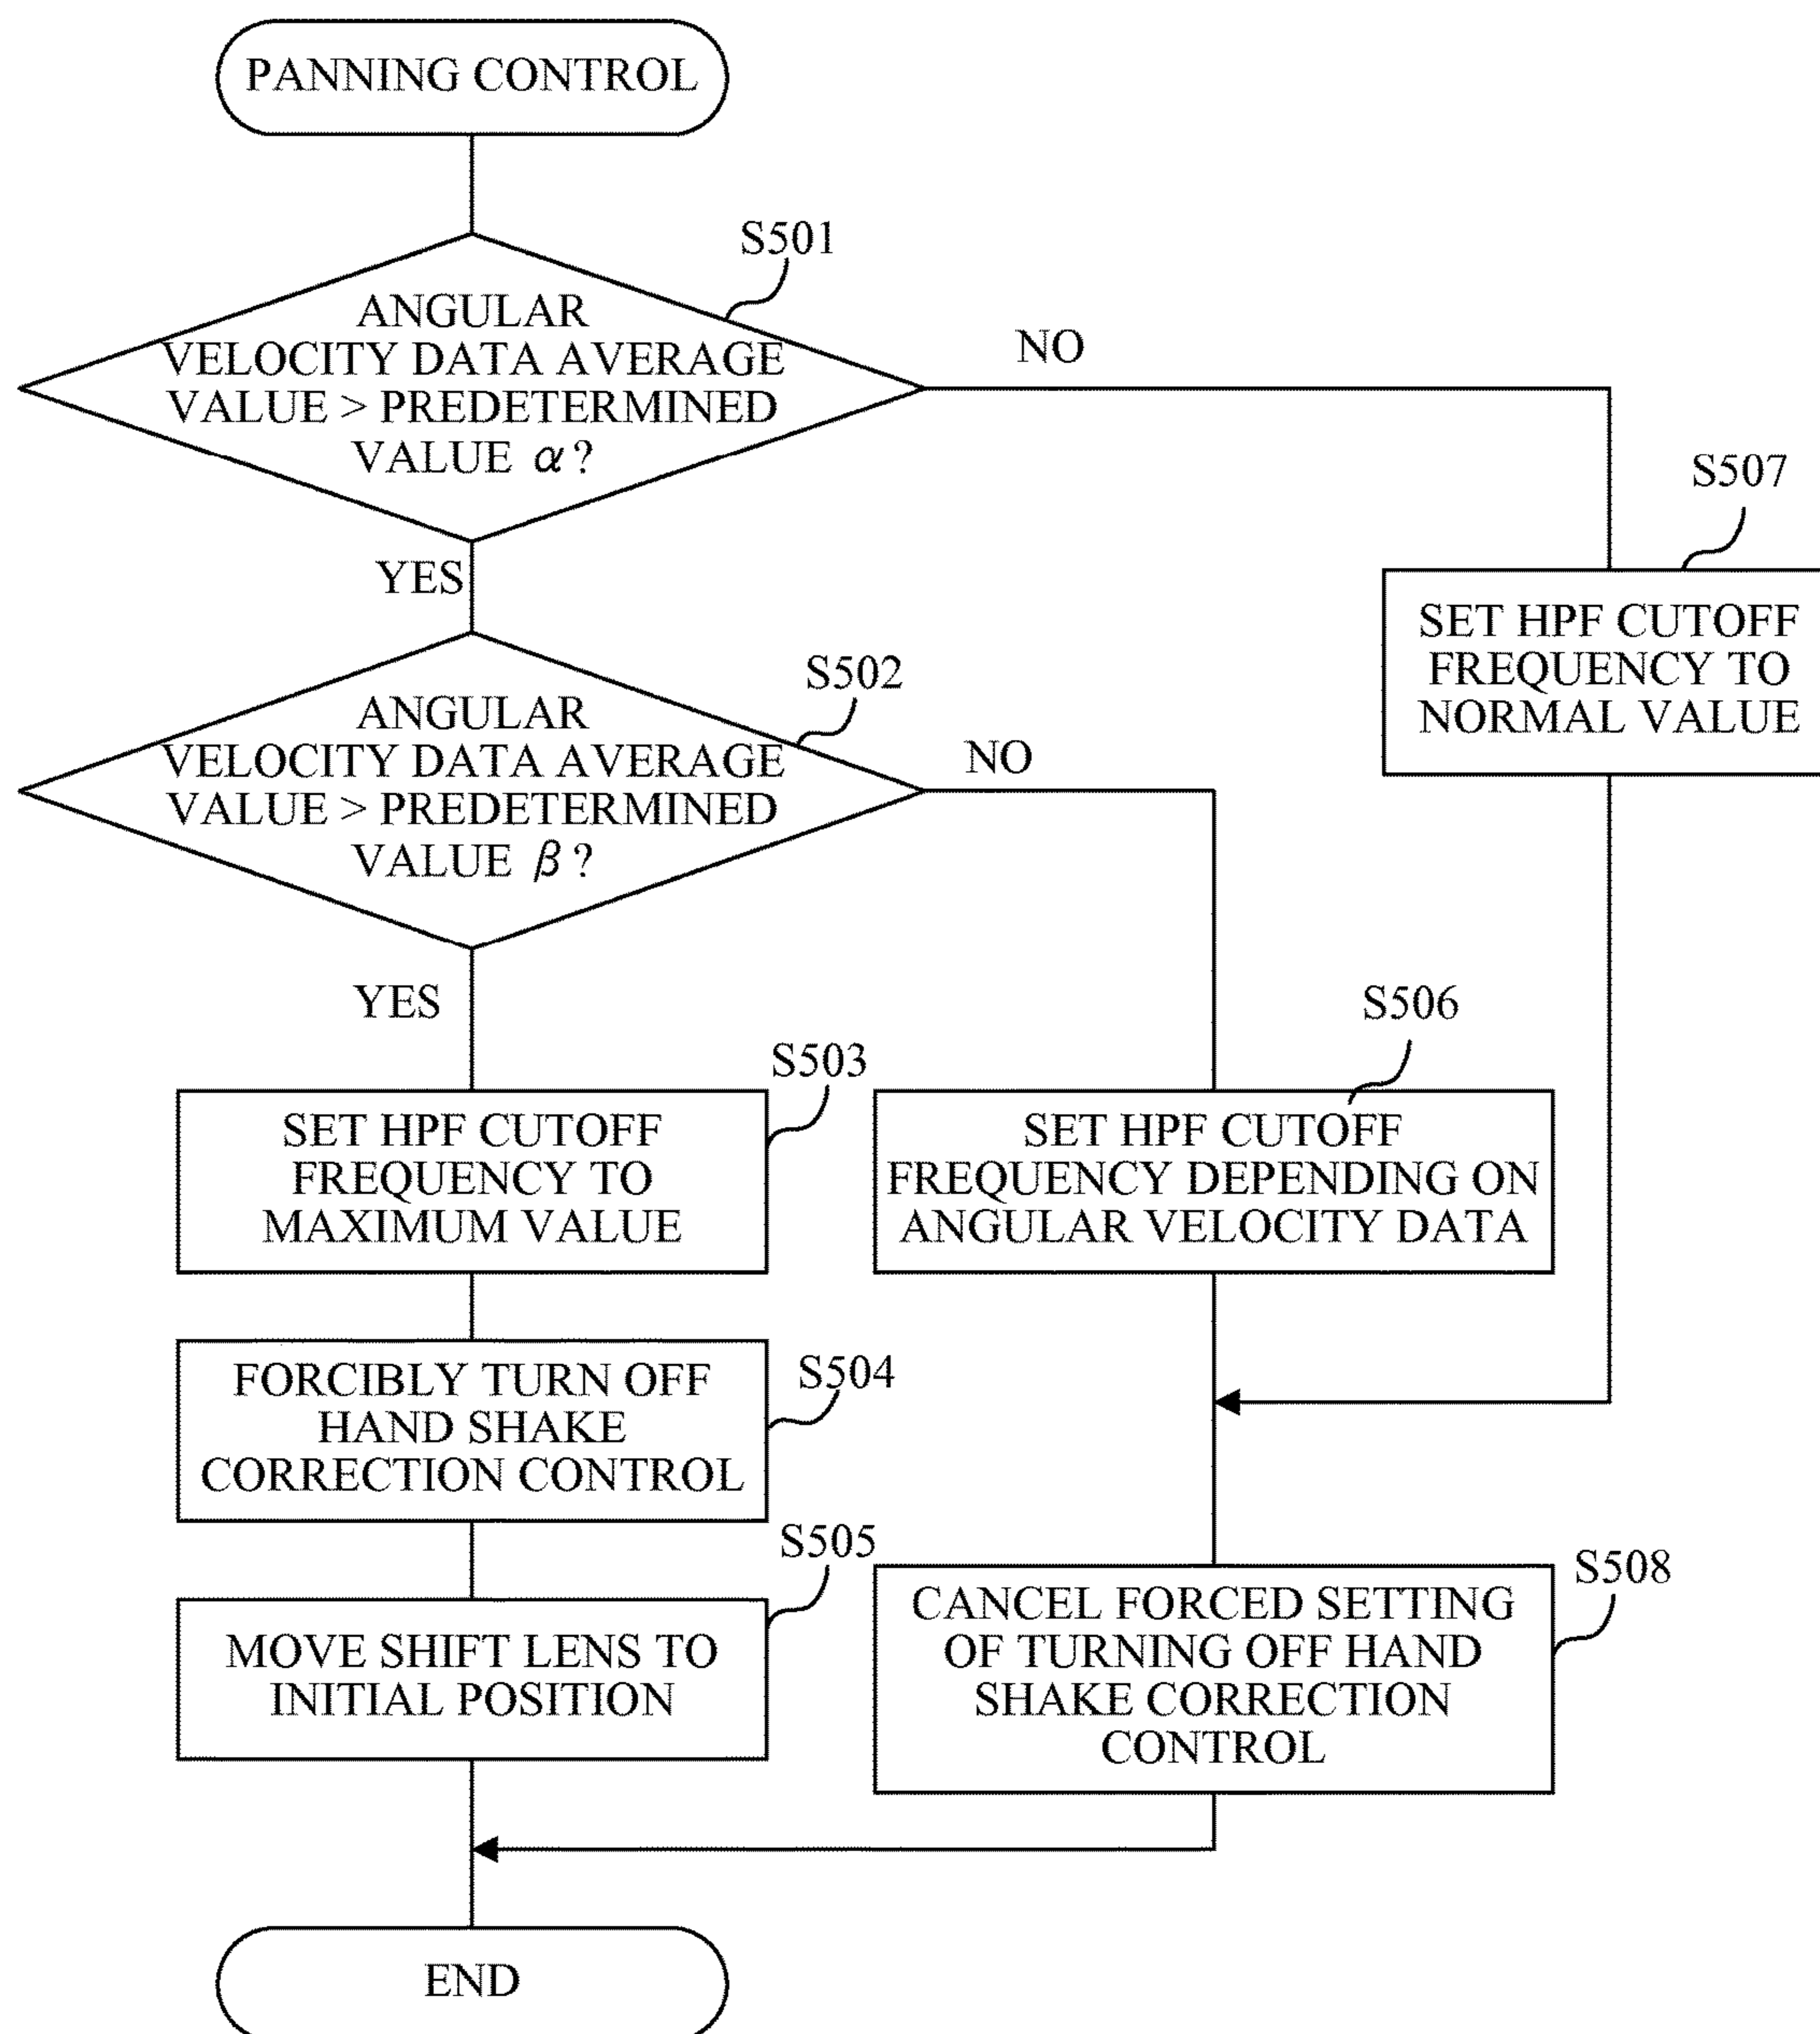 PANNING CONTROL
S501
ANGULAR
VELOCITY DATA AVERAGE
VALUE > PREDETERMINED
VALUE α?
NO
YES
S507
SET HPF CUTOFF
FREQUENCY TO
NORMAL VALUE
S502
ANGULAR
VELOCITY DATA AVERAGE
VALUE > PREDETERMINED
VALUE β?
NO
YES
S503
SET HPF CUTOFF
FREQUENCY TO
MAXIMUM VALUE
S506
SET HPF CUTOFF
FREQUENCY DEPENDING ON
ANGULAR VELOCITY DATA
S504
FORCIBLY TURN OFF
HAND SHAKE
CORRECTION CONTROL
S505
MOVE SHIFT LENS TO
INITIAL POSITION
S508
CANCEL FORCED SETTING
OF TURNING OFF HAND
SHAKE CORRECTION
CONTROL
END